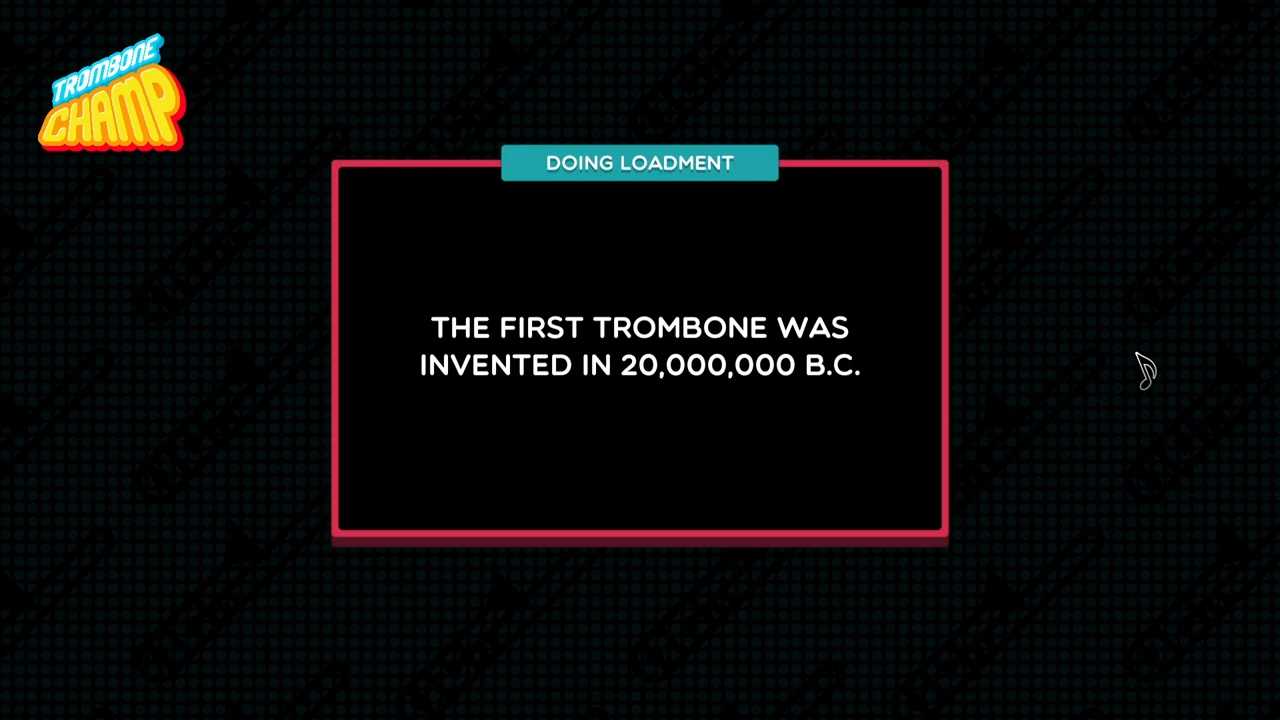 TROMBONE
CHAMP
DOING LOADMENT
THE FIRST TROMBONE WAS
INVENTED IN 20,000,000 B.C.